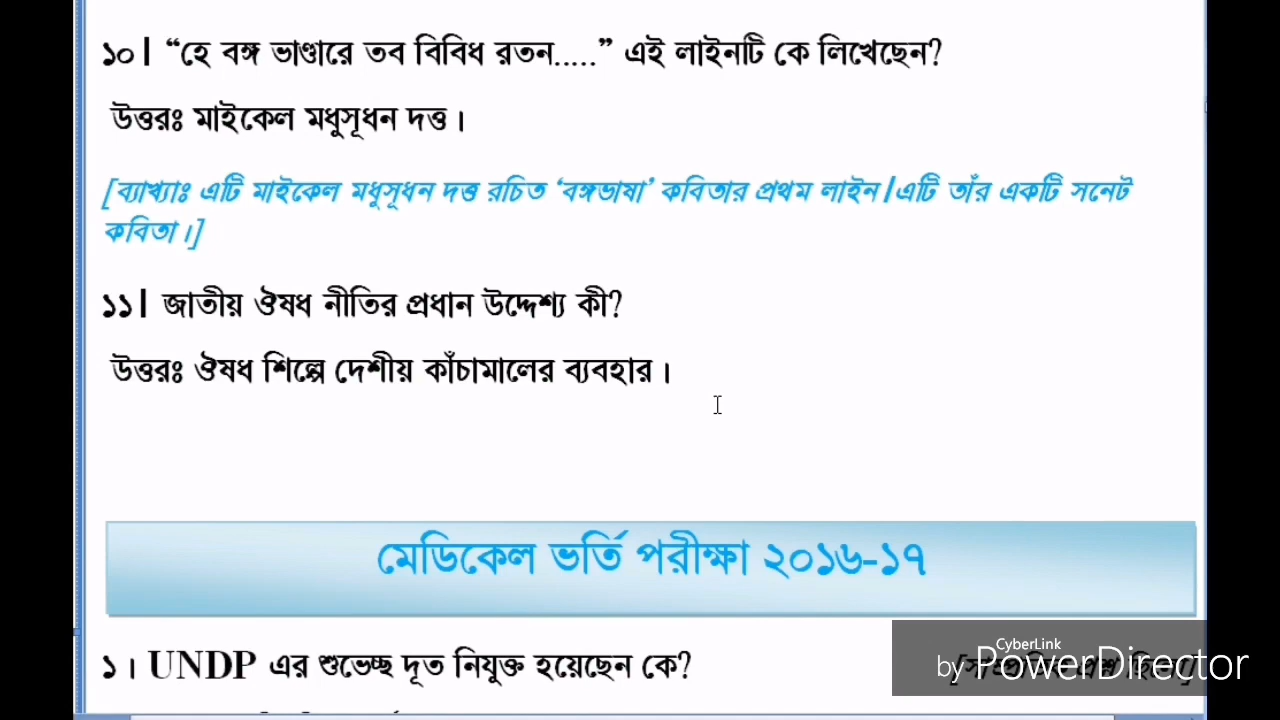 ১০। “হে বঙ্গ ভাণ্ডারে তব বিবিধ রতন.....” এই লাইনটি কে লিখেছেন?
উত্তরঃ মাইকেল মধুসূধন দত্ত।
[ব্যাখ্যাঃ এটি মাইকেল মধুসূধন দত্ত রচিত ‘বঙ্গভাষা’ কবিতার প্রথম লাইন।এটি তাঁর একটি সনেট
কবিতা।]
১১। জাতীয় ঔষধ নীতির প্রধান উদ্দেশ্য কী?
উত্তরঃ ঔষধ শিল্পে দেশীয় কাঁচামালের ব্যবহার।
মেডিকেল ভর্তি পরীক্ষা ২০১৬-১৭
১। UNDP এর শুভেচ্ছ দূত নিযুক্ত হয়েছেন কে?
CyberLink
by PowerDirector